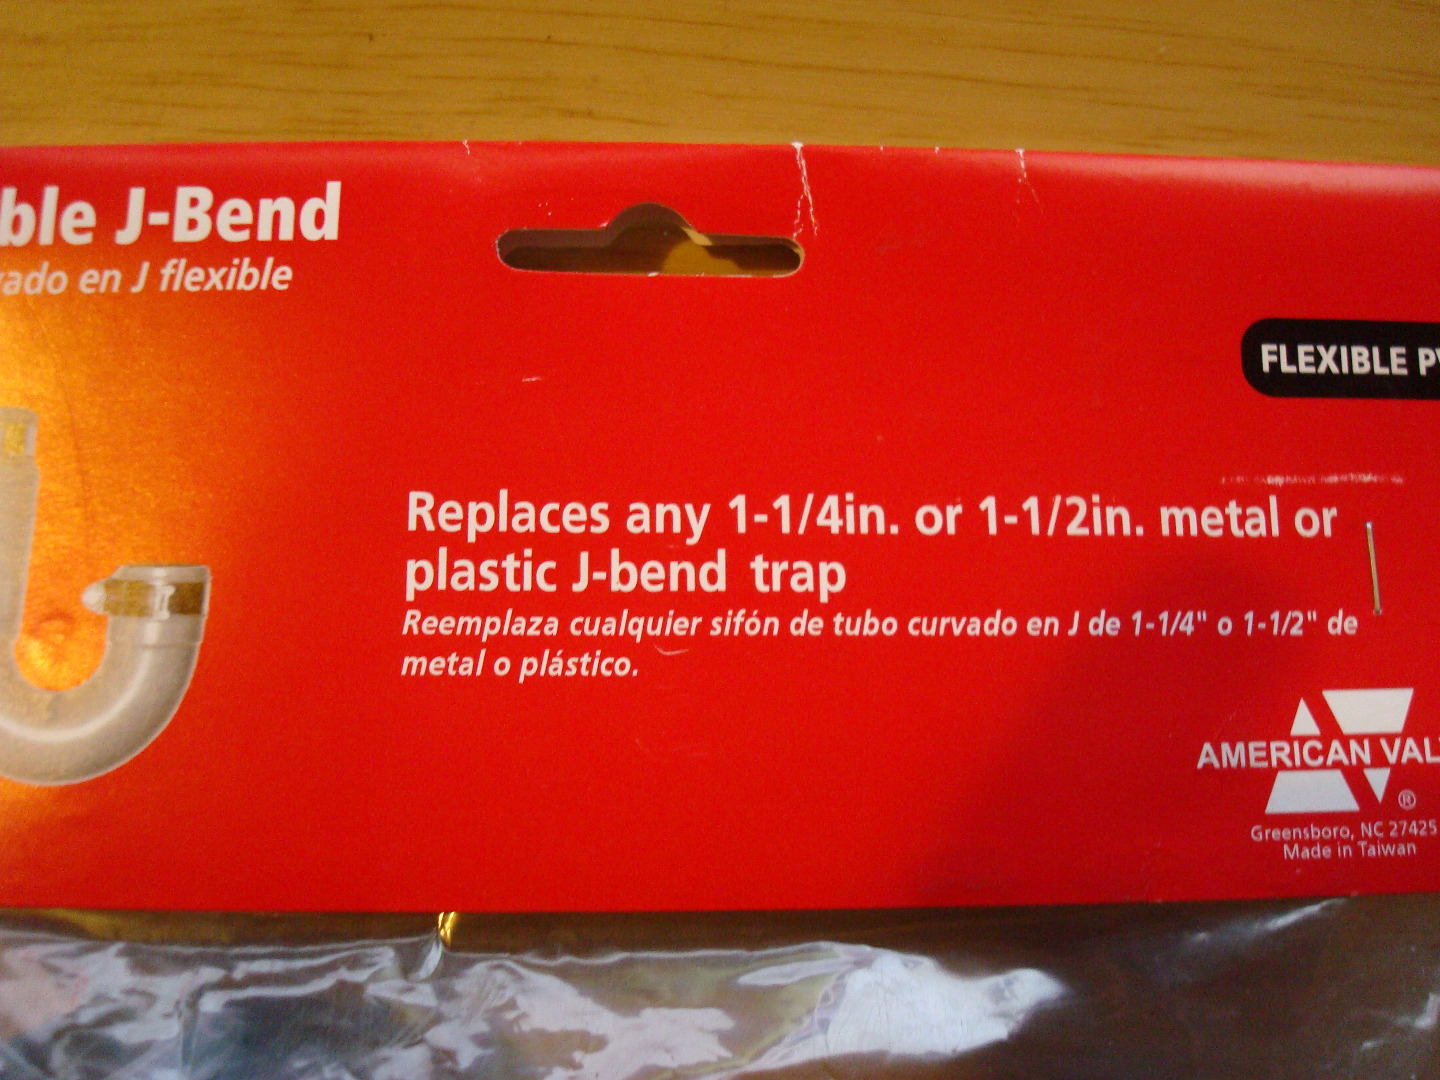 ble J-Bend
vado en J flexible
FLEXIBLE PV
Replaces any 1-1/4in. or 1-1/2in. metal or
plastic J-bend trap
Reemplaza cualquier sifón de tubo curvado en J de 1-1/4" o 1-1/2" de
metal o plástico.
AMERICAN VAL
®
Greensboro, NC 27425
Made in Taiwan